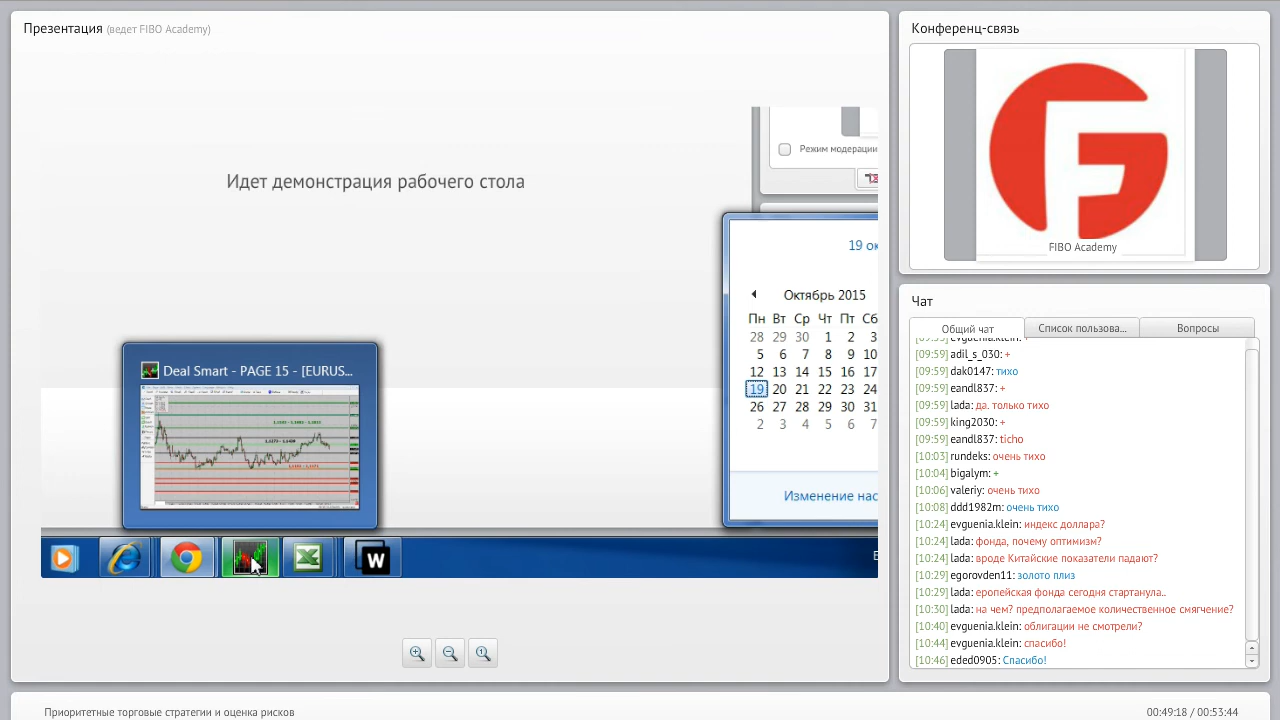 Презентация (ведет FIBO Academy)
Идет демонстрация рабочего стола
Режим модерации
19 ок
Октябрь 2015
Пн Вт Ср Чт Пт Сб
28 29 30 1 2 3
5 6 7 8 9 10
12 13 14 15 16 17
19 20 21 22 23 24
26 27 28 29 30 31
2 3 4 5 6 7
Изменение нас
Deal Smart - PAGE 15 - [EURUS...
W
Конференц-связь
FIBO Academy
Чат
Общий чат Список пользова... Вопросы
evguenia.klein: +
[09:59] adil_s_030: +
[09:59] dak0147: тихо
[09:59] eandl837: +
[09:59] lada: да. только тихо
[09:59] king2030: +
[09:59] eandl837: ticho
[10:03] rundeks: очень тихо
[10:04] bigalym: +
[10:06] valeriy: очень тихо
[10:08] ddd1982m: очень тихо
[10:24] evguenia.klein: индекс доллара?
[10:24] lada: фонда, почему оптимизм?
[10:24] lada: вроде Китайские показатели падают?
[10:29] egorovden11: золото плиз
[10:29] lada: еропейская фонда сегодня стартанула..
[10:30] lada: на чем? предполагаемое количественное смягчение?
[10:40] evguenia.klein: облигации не смотрели?
[10:44] evguenia.klein: спасибо!
[10:46] eded0905: Спасибо!
Приоритетные торговые стратегии и оценка рисков
00:49:18 / 00:53:44